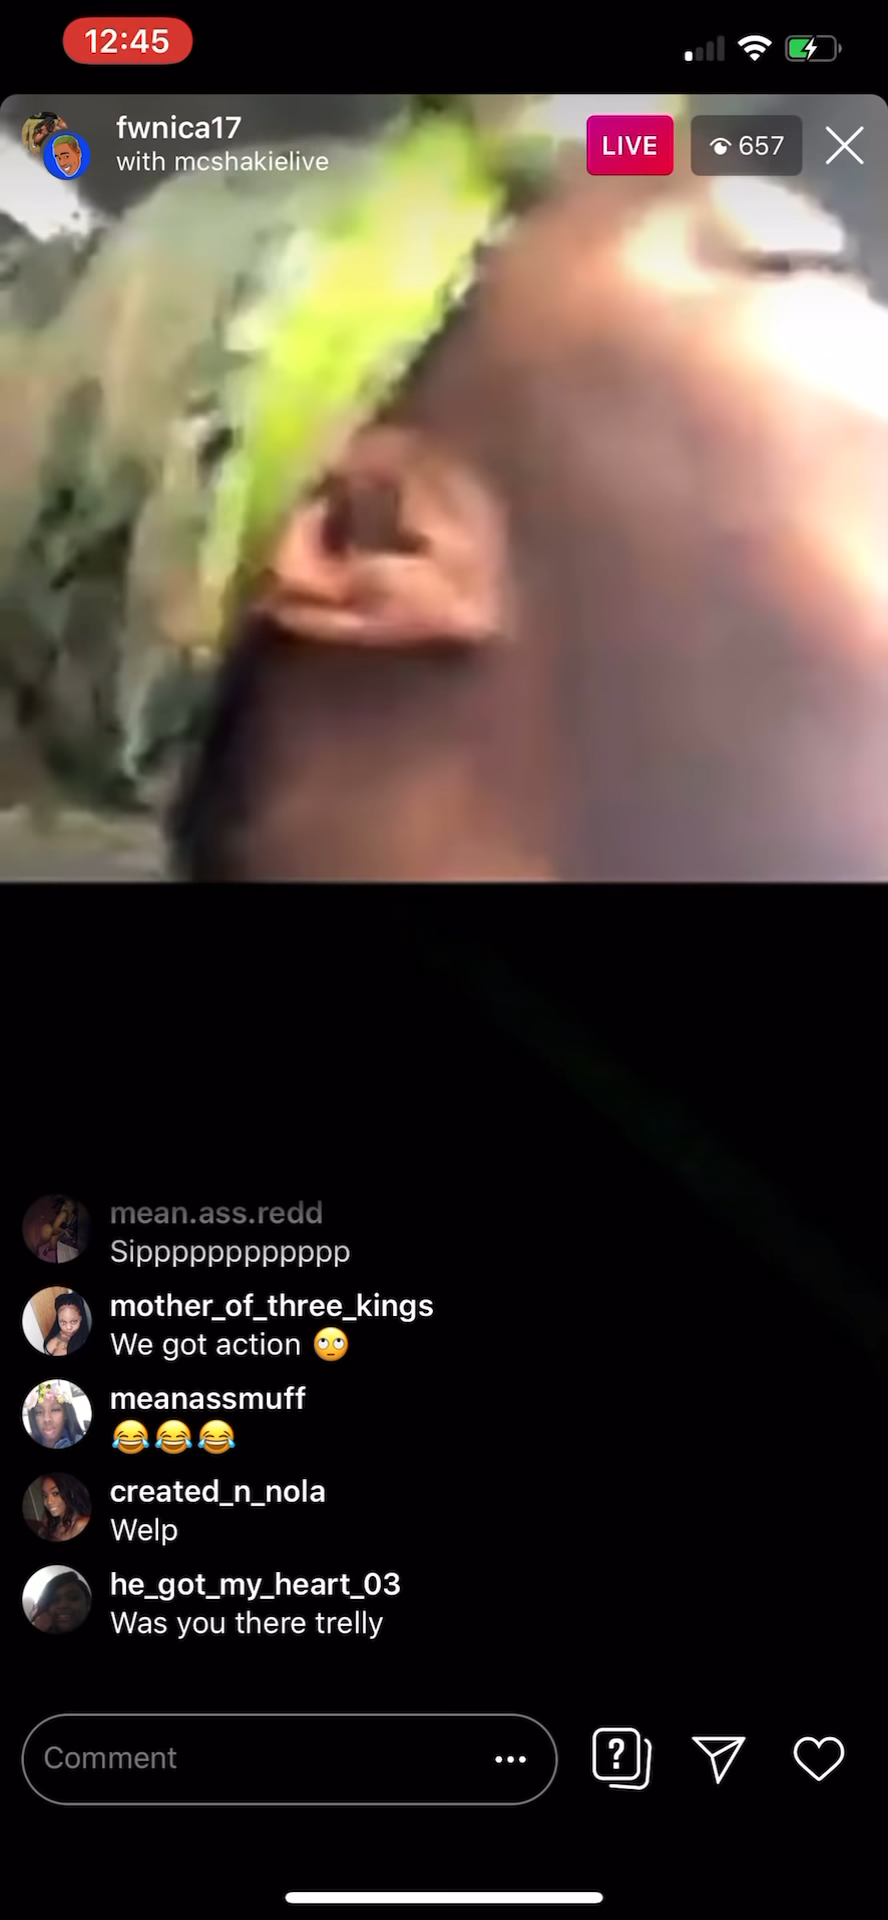 12:45
fwnica17
with mcshakielive
LIVE
657
mean.ass.redd
Sipppppppppppp
mother_of_three_kings
We got action 🙄
meanassmuff
😂😂😂
created_n_nola
Welp
he_got_my_heart_03
Was you there trelly
Comment
?